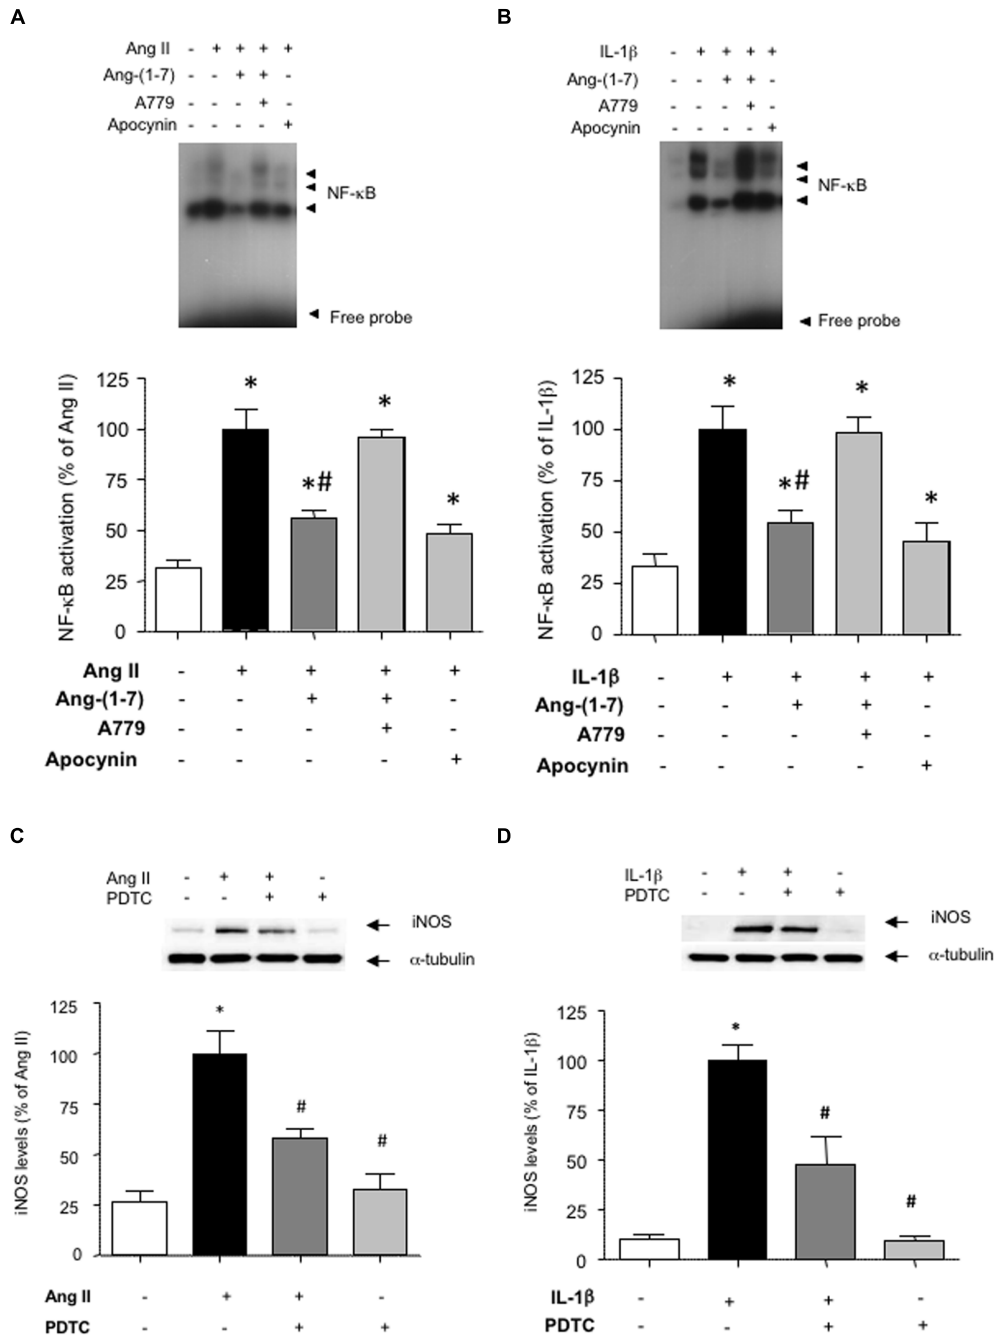 A
Ang II - + + + +
Ang-(1-7) - - + + -
A779 - - - + -
Apocynin - - - - +
NF-κB
Free probe
NF-κB activation (% of Ang II)
125
100
75
50
25
0
*
*#
*
*
Ang II - + + + +
Ang-(1-7) - - + + -
A779 - - - + -
Apocynin - - - - +
B
IL-1β - + + + +
Ang-(1-7) - - + + -
A779 - - - + -
Apocynin - - - - +
NF-κB
Free probe
NF-κB activation (% of IL-1β)
125
100
75
50
25
0
*
*#
*
*
IL-1β - + + + +
Ang-(1-7) - - + + -
A779 - - - + -
Apocynin - - - - +
C
Ang II - + + -
PDTC - - + +
iNOS
α-tubulin
iNOS levels (% of Ang II)
125
100
75
50
25
0
*
#
#
Ang II - + + -
PDTC - - + +
D
IL-1β - + + -
PDTC - - + +
iNOS
α-tubulin
iNOS levels (% of IL-1β)
125
100
75
50
25
0
*
#
#
IL-1β - + + -
PDTC - - + +